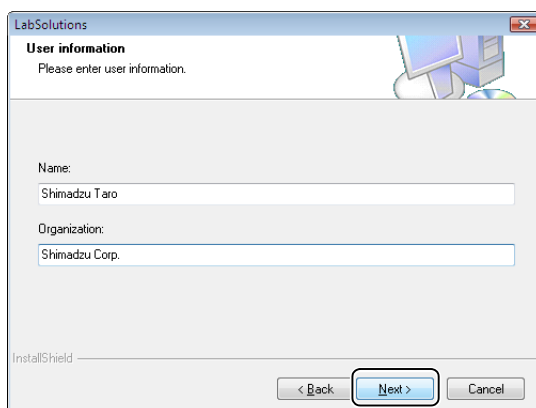 LabSolutions
User information
Please enter user information.
Name:
Shimadzu Taro
Organization:
Shimadzu Corp.
InstallShield
< Back Next > Cancel